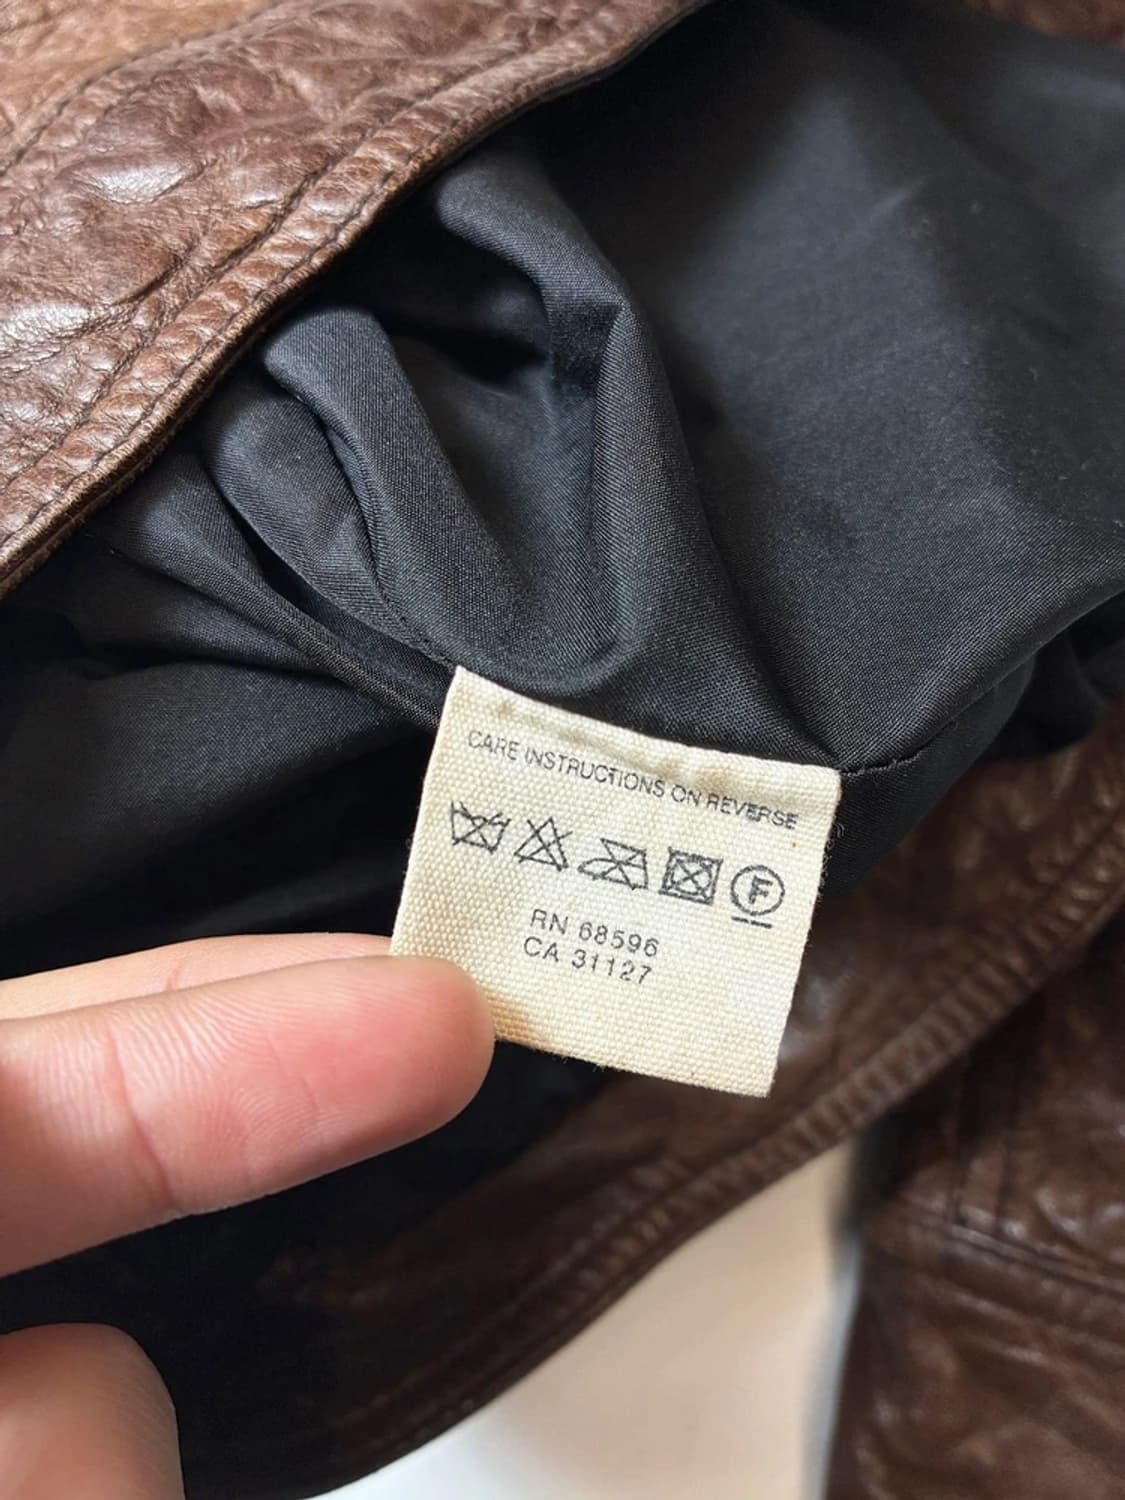 CARE INSTRUCTIONS ON REVERSE
F
RN 68596
CA 31127